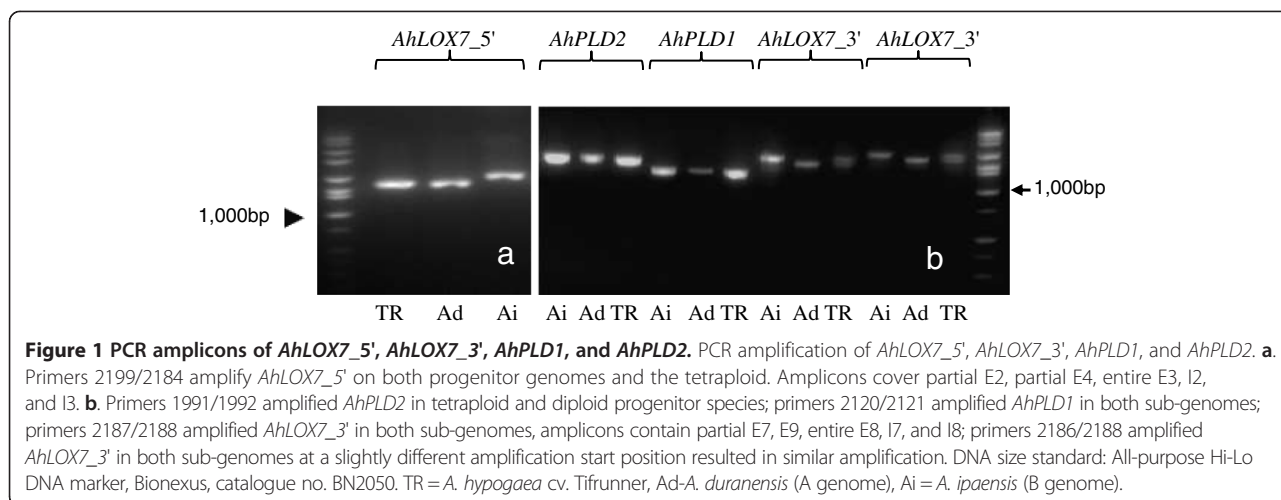 AhLOX7_5' AhPLD2 AhPLD1 AhLOX7_3' AhLOX7_3'
1,000bp
1,000bp
a
b
TR Ad Ai Ai Ad TR Ai Ad TR Ai Ad TR Ai Ad TR
Figure 1 PCR amplicons of AhLOX7_5', AhLOX7_3', AhPLD1, and AhPLD2. PCR amplification of AhLOX7_5', AhLOX7_3', AhPLD1, and AhPLD2. a.
Primers 2199/2184 amplify AhLOX7_5' on both progenitor genomes and the tetraploid. Amplicons cover partial E2, partial E4, entire E3, I2,
and I3. b. Primers 1991/1992 amplified AhPLD2 in tetraploid and diploid progenitor species; primers 2120/2121 amplified AhPLD1 in both sub-genomes;
primers 2187/2188 amplified AhLOX7_3' in both sub-genomes, amplicons contain partial E7, E9, entire E8, I7, and I8; primers 2186/2188 amplified
AhLOX7_3' in both sub-genomes at a slightly different amplification start position resulted in similar amplification. DNA size standard: All-purpose Hi-Lo
DNA marker, Bionexus, catalogue no. BN2050. TR = A. hypogaea cv. Tifrunner, Ad-A. duranensis (A genome), Ai = A. ipaensis (B genome).